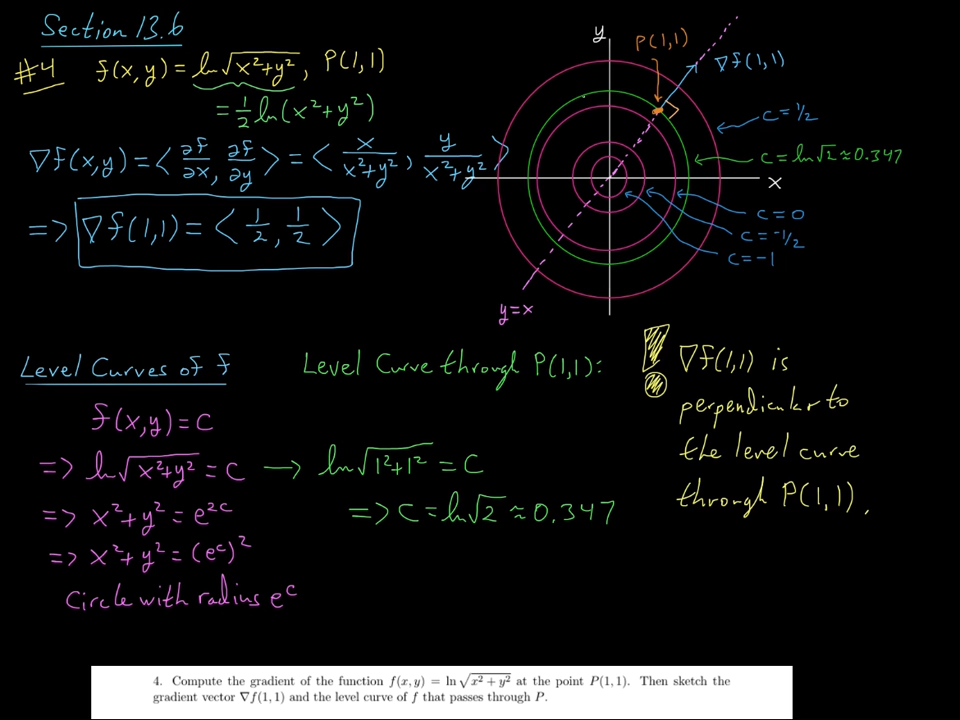 Section 13.6
#4 f(x,y) = ln√(x²+y²), P(1,1)
= ½ ln(x²+y²)
∇f(x,y) = ⟨∂f/∂x, ∂f/∂y⟩ = ⟨x/(x²+y²), y/(x²+y²)⟩
=> ∇f(1,1) = ⟨1/2, 1/2⟩
y
P(1,1)
∇f(1,1)
c = 1/2
c = ln√2 ≈ 0.347
x
c = 0
c = -1/2
c = -1
y=x
Level Curves of f
f(x,y) = C
=> ln√(x²+y²) = C
=> x²+y² = e^(2c)
=> x²+y² = (e^c)²
Circle with radius e^c
Level Curve through P(1,1):
→ ln√(1²+1²) = C
=> C = ln√2 ≈ 0.347
! ∇f(1,1) is
perpendicular to
the level curve
through P(1,1).
4. Compute the gradient of the function f(x, y) = ln √(x² + y²) at the point P(1, 1). Then sketch the
gradient vector ∇f(1, 1) and the level curve of f that passes through P.